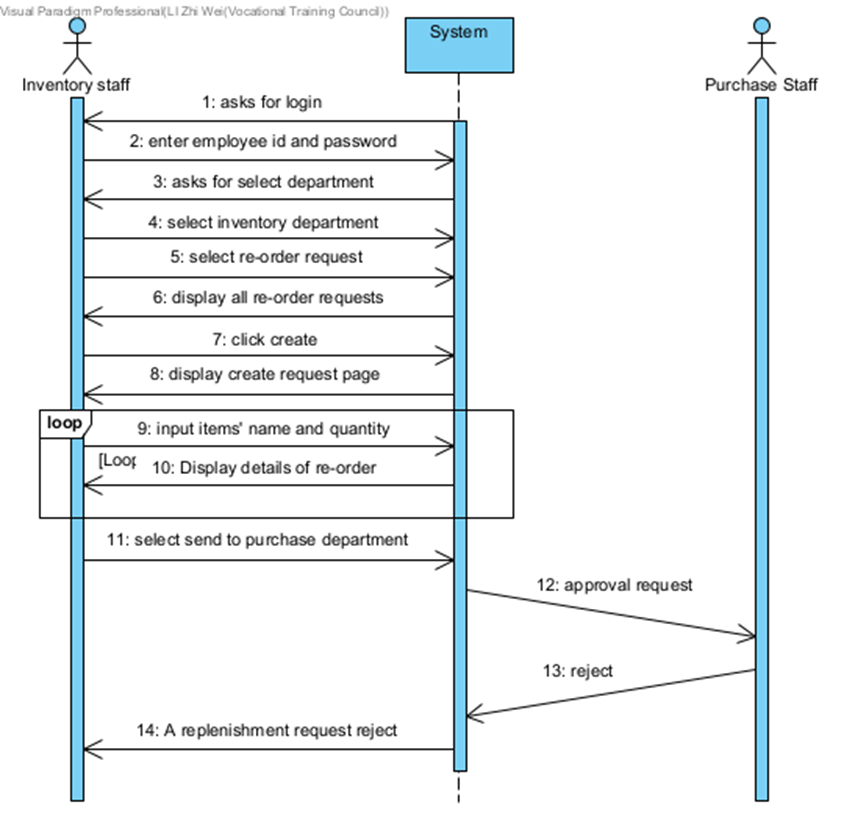 Visual Paradigm Professional(LI Zhi Wei(Vocational Training Council))
System
Inventory staff
Purchase Staff
1: asks for login
2: enter employee id and password
3: asks for select department
4: select inventory department
5: select re-order request
6: display all re-order requests
7: click create
8: display create request page
loop
9: input items' name and quantity
[Loop
10: Display details of re-order
11: select send to purchase department
12: approval request
13: reject
14: A replenishment request reject